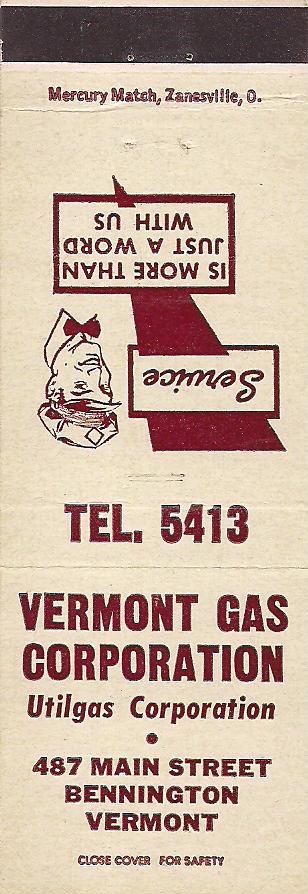 Mercury Match, Zanesville, O.
Service
IS MORE THAN
JUST A WORD
WITH US
TEL. 5413
VERMONT GAS
CORPORATION
Utilgas Corporation
•
487 MAIN STREET
BENNINGTON
VERMONT
CLOSE COVER FOR SAFETY